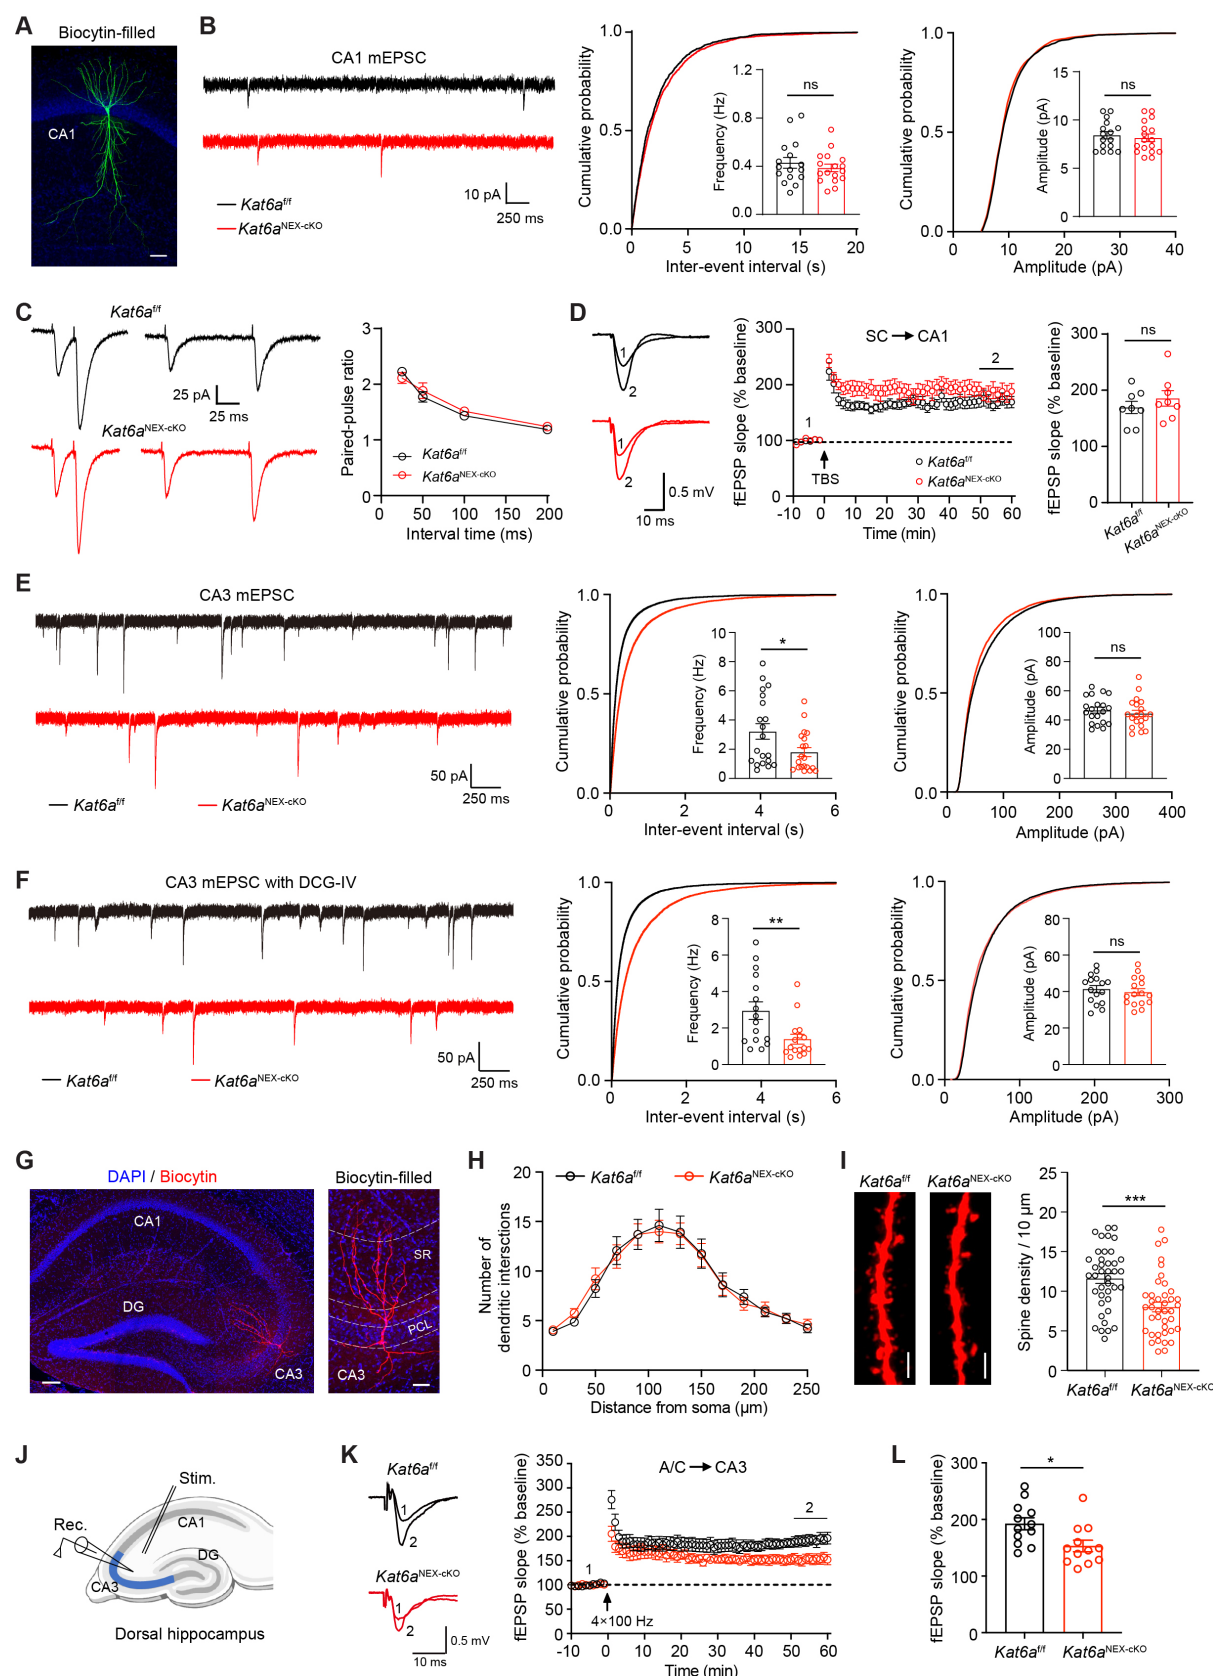 A
Biocytin-filled
CA1
B
CA1 mEPSC
10 pA
250 ms
Kat6a^f/f
Kat6a^NEX-cKO
Cumulative probability
1.0
0.5
0
0
5
10
15
20
Inter-event interval (s)
Frequency (Hz)
1.2
0.8
0.4
0.0
ns
Cumulative probability
1.0
0.5
0.0
0
10
20
30
40
Amplitude (pA)
Amplitude (pA)
15
10
5
0
ns
C
Kat6a^f/f
25 pA
25 ms
Kat6a^NEX-cKO
Paired-pulse ratio
3
2
1
0
0
50
100
150
200
Interval time (ms)
Kat6a^f/f
Kat6a^NEX-cKO
D
1
2
1
2
0.5 mV
10 ms
fEPSP slope (% baseline)
300
200
100
0
SC → CA1
2
1
TBS
Kat6a^f/f
Kat6a^NEX-cKO
-10
0
10
20
30
40
50
60
Time (min)
fEPSP slope (% baseline)
300
200
100
0
ns
Kat6a^f/f
Kat6a^NEX-cKO
E
CA3 mEPSC
50 pA
250 ms
Kat6a^f/f
Kat6a^NEX-cKO
Cumulative probability
1.0
0.5
0.0
0
2
4
6
Inter-event interval (s)
Frequency (Hz)
10
8
6
4
2
0
*
Cumulative probability
1.0
0.5
0.0
0
100
200
300
400
Amplitude (pA)
Amplitude (pA)
100
80
60
40
20
0
ns
F
CA3 mEPSC with DCG-IV
50 pA
250 ms
Kat6a^f/f
Kat6a^NEX-cKO
Cumulative probability
1.0
0.5
0.0
0
2
4
6
Inter-event interval (s)
Frequency (Hz)
8
6
4
2
0
**
Cumulative probability
1.0
0.5
0.0
0
100
200
300
Amplitude (pA)
Amplitude (pA)
80
60
40
20
0
ns
G
DAPI / Biocytin
CA1
DG
CA3
Biocytin-filled
SR
PCL
CA3
H
Number of
dendritic intersctions
20
15
10
5
0
0
50
100
150
200
250
Distance from soma (μm)
Kat6a^f/f
Kat6a^NEX-cKO
I
Kat6a^f/f
Kat6a^NEX-cKO
Spine density / 10 μm
25
20
15
10
5
0
***
Kat6a^f/f
Kat6a^NEX-cKO
J
Stim.
Rec.
CA1
DG
CA3
Dorsal hippocampus
K
Kat6a^f/f
1
2
Kat6a^NEX-cKO
1
2
0.5 mV
10 ms
fEPSP slope (% baseline)
350
300
250
200
150
100
50
0
A/C → CA3
2
1
4×100 Hz
-10
0
10
20
30
40
50
60
Time (min)
L
fEPSP slope (% baseline)
300
200
100
0
*
Kat6a^f/f
Kat6a^NEX-cKO